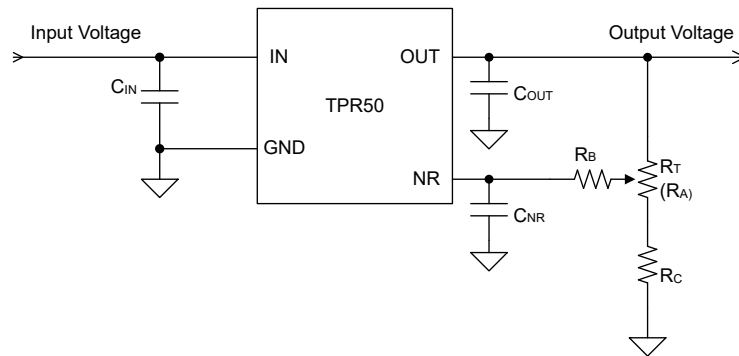 Input Voltage
Output Voltage
IN
OUT
CIN
COUT
TPR50
GND
NR
RB
RT
(RA)
CNR
RC